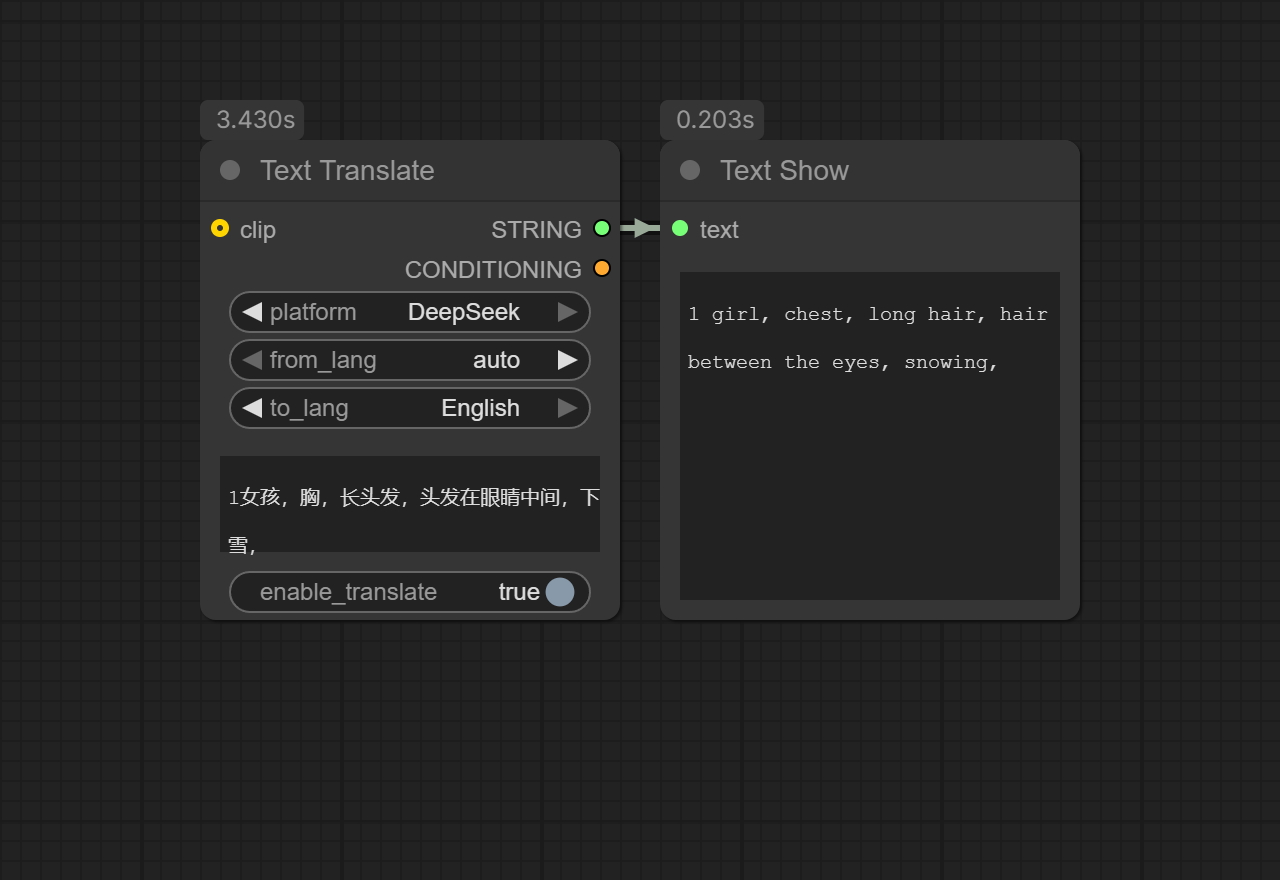 3.430s
Text Translate
clip
STRING
CONDITIONING
platform DeepSeek
from_lang auto
to_lang English
1女孩，胸，长头发，头发在眼睛中间，下
雪，
enable_translate true
0.203s
Text Show
text
1 girl, chest, long hair, hair
between the eyes, snowing,